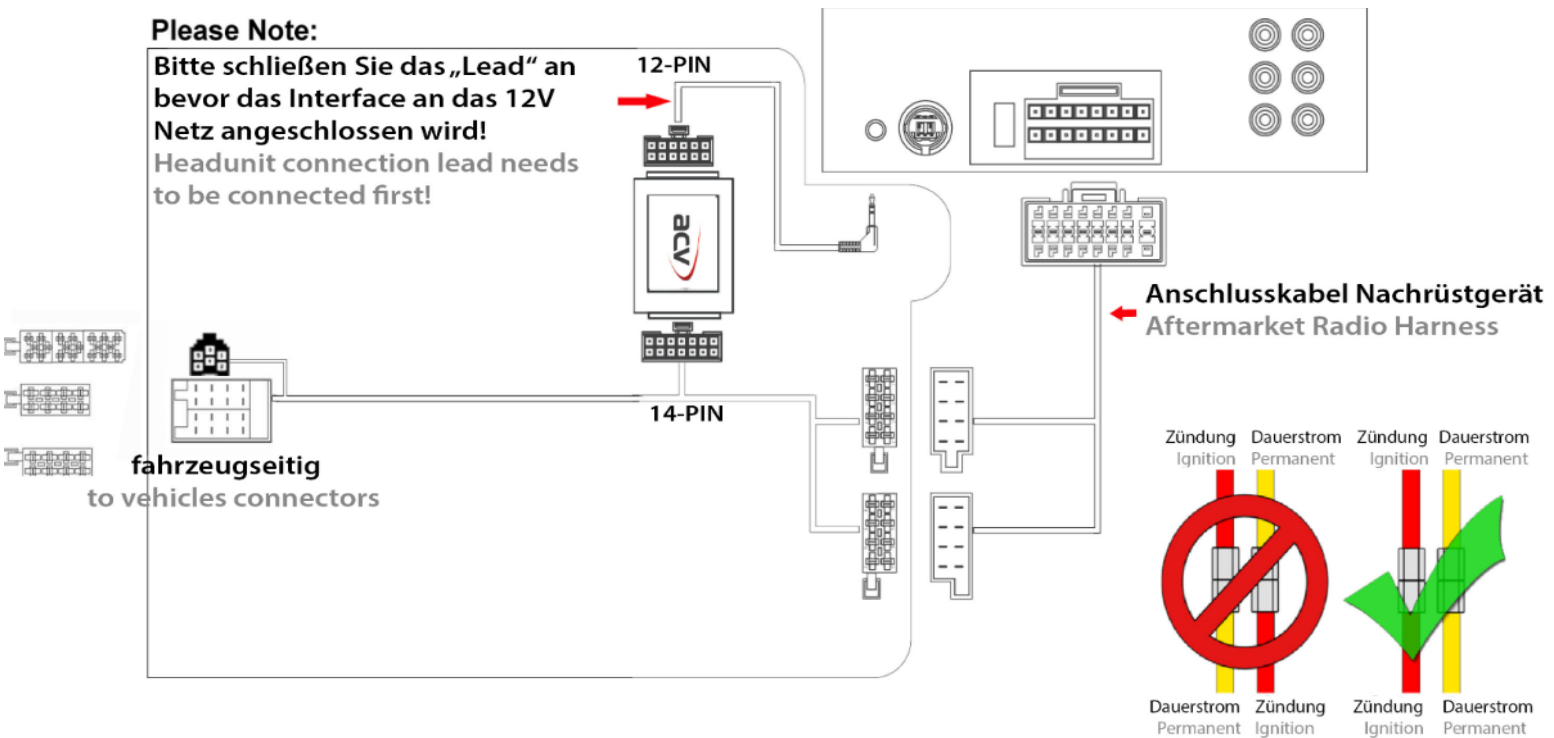 Please Note:
Bitte schließen Sie das „Lead“ an
bevor das Interface an das 12V
Netz angeschlossen wird!
Headunit connection lead needs
to be connected first!
12-PIN
acv
14-PIN
fahrzeugseitig
to vehicles connectors
Anschlusskabel Nachrüstgerät
Aftermarket Radio Harness
Zündung Dauerstrom Zündung Dauerstrom
Ignition Permanent Ignition Permanent
Dauerstrom Zündung Zündung Dauerstrom
Permanent Ignition Ignition Permanent